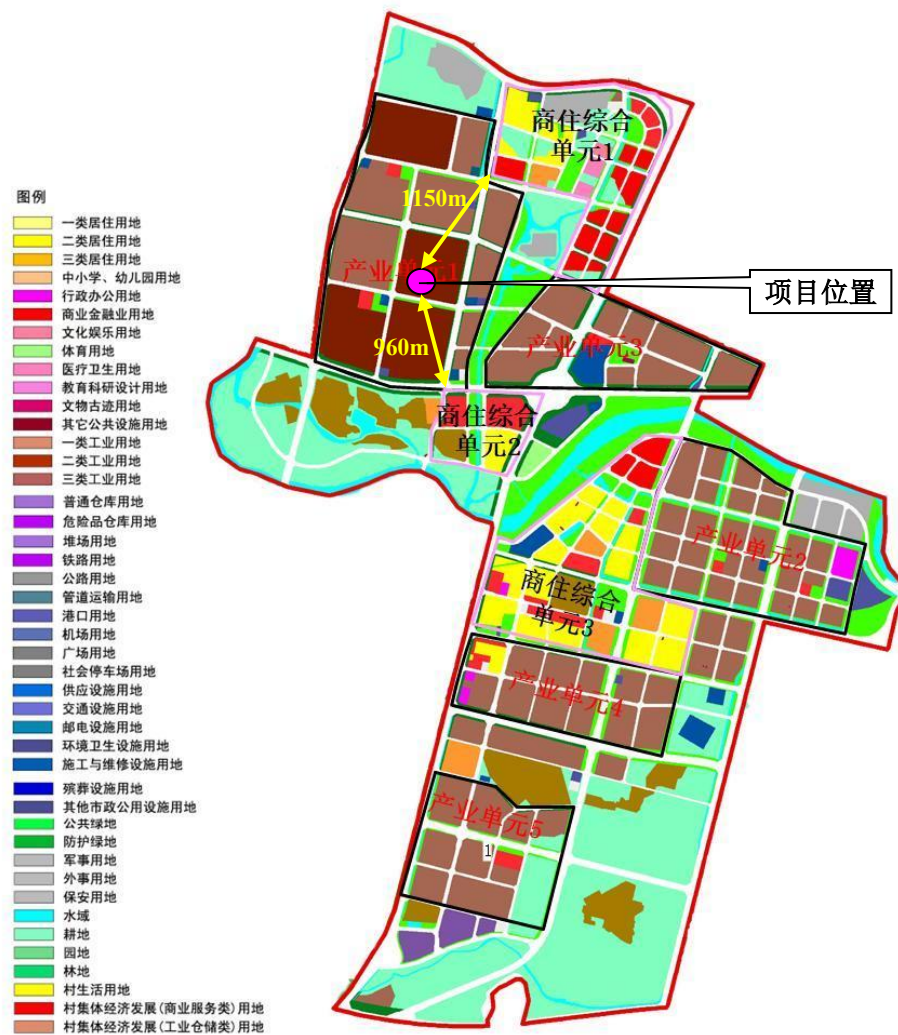 图例
一类居住用地
二类居住用地
三类居住用地
中小学、幼儿园用地
行政办公用地
商业金融业用地
文化娱乐用地
体育用地
医疗卫生用地
教育科研设计用地
文物古迹用地
其它公共设施用地
一类工业用地
二类工业用地
三类工业用地
普通仓库用地
危险品仓库用地
堆场用地
铁路用地
公路用地
管道运输用地
港口用地
机场用地
广场用地
社会停车场用地
供应设施用地
交通设施用地
邮电设施用地
环境卫生设施用地
施工与维修设施用地
殡葬设施用地
其他市政公用设施用地
公共绿地
防护绿地
军事用地
外事用地
保安用地
水域
耕地
园地
林地
村生活用地
村集体经济发展(商业服务类)用地
村集体经济发展(工业仓储类)用地
商住综合
单元1
1150m
产业单元1
项目位置
960m
产业单元3
商住综合
单元2
产业单元2
商住综合
单元3
产业单元4
产业单元5
1